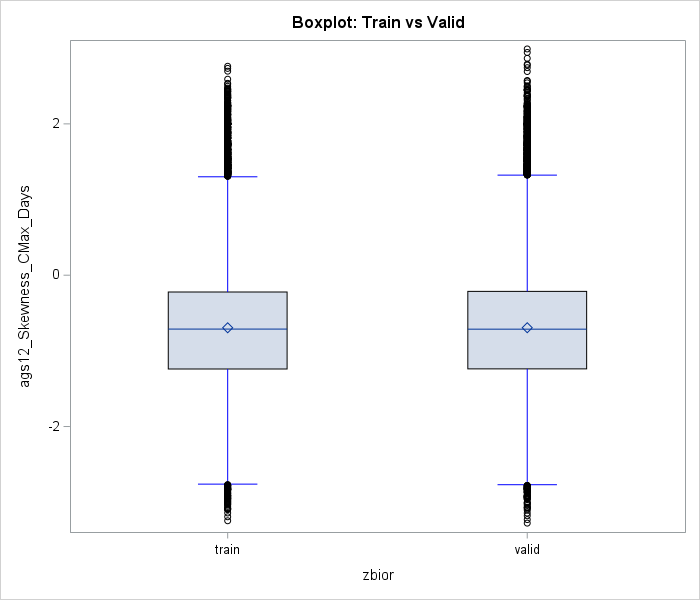 Boxplot: Train vs Valid
ags12_Skewness_CMax_Days
2
0
-2
train
valid
zbior